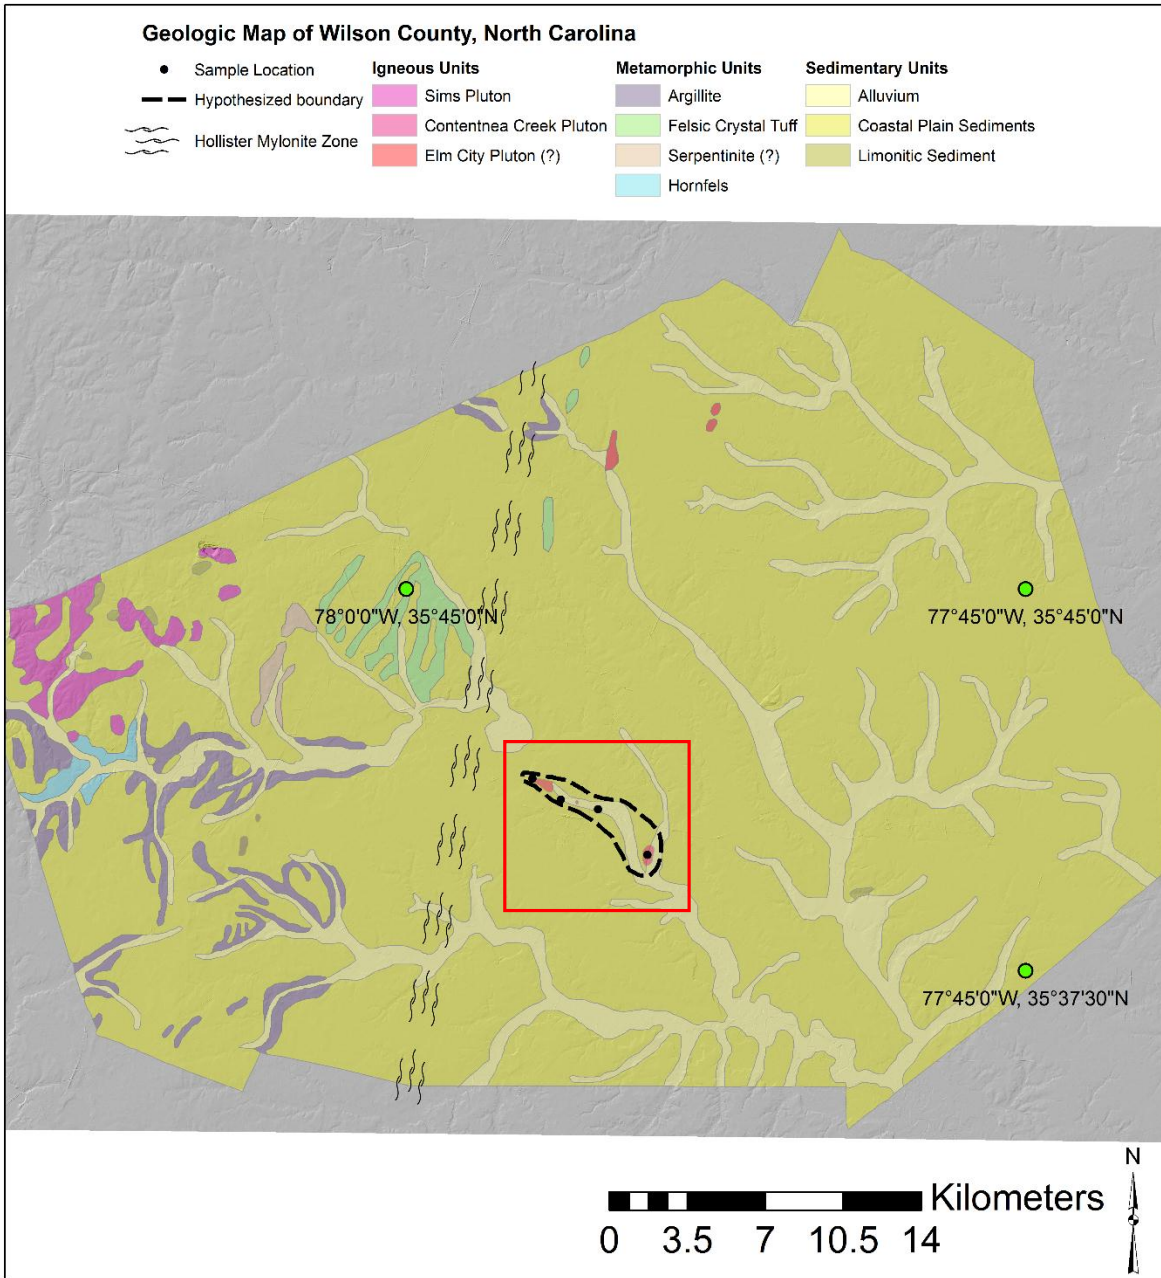 Geologic Map of Wilson County, North Carolina
Sample Location
Hypothesized boundary
Hollister Mylonite Zone
Igneous Units
Sims Pluton
Contentnea Creek Pluton
Elm City Pluton (?)
Metamorphic Units
Argillite
Felsic Crystal Tuff
Serpentinite (?)
Hornfels
Sedimentary Units
Alluvium
Coastal Plain Sediments
Limonitic Sediment
78°0'0"W, 35°45'0"N
77°45'0"W, 35°45'0"N
77°45'0"W, 35°37'30"N
N
Kilometers
0 3.5 7 10.5 14